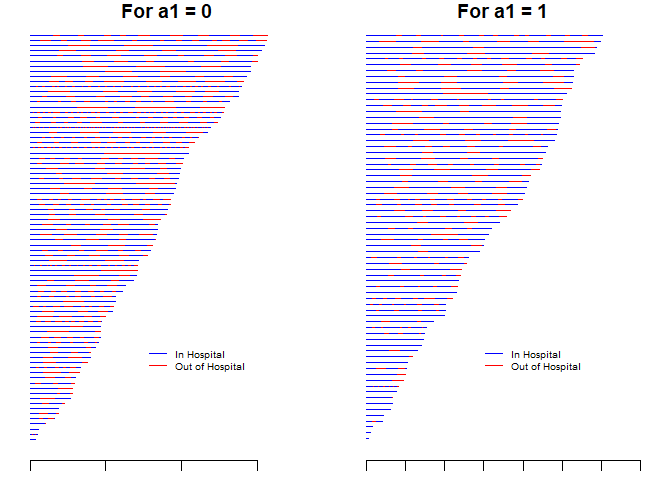 For a1 = 0
In Hospital
Out of Hospital
For a1 = 1
In Hospital
Out of Hospital